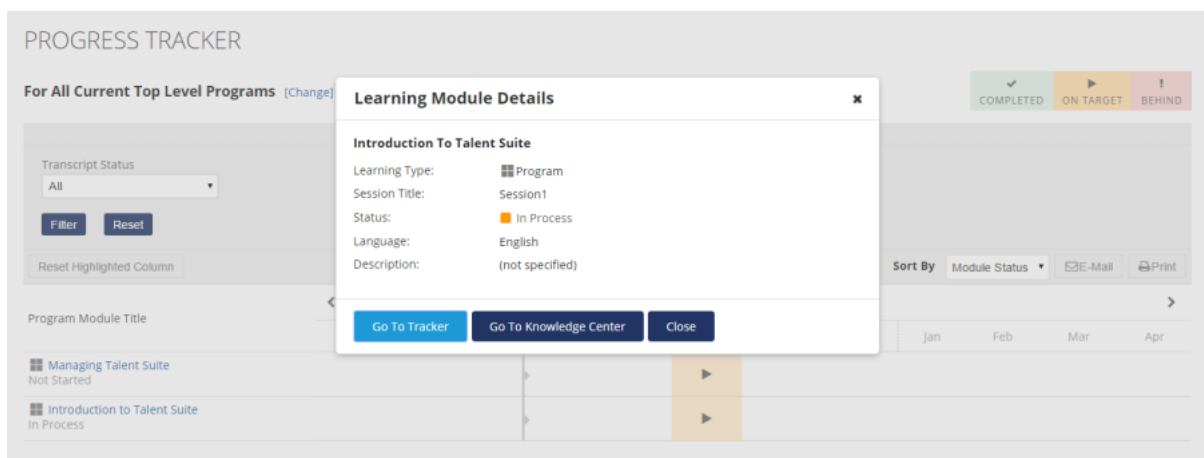 PROGRESS TRACKER
For All Current Top Level Programs [Change]
COMPLETED
ON TARGET
BEHIND
Transcript Status
All
Filter Reset
Reset Highlighted Column
Learning Module Details
Introduction To Talent Suite
Learning Type: Program
Session Title: Session1
Status: In Process
Language: English
Description: (not specified)
Go To Tracker Go To Knowledge Center Close
Sort By Module Status E-Mail Print
Program Module Title
Jan Feb Mar Apr
Managing Talent Suite
Not Started
Introduction to Talent Suite
In Process